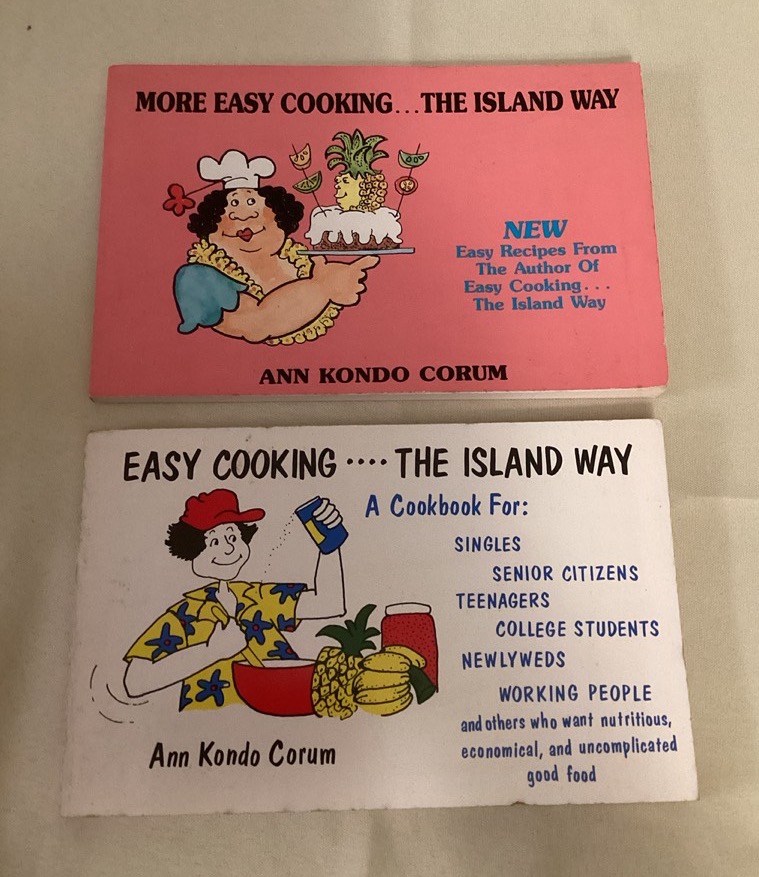 MORE EASY COOKING...THE ISLAND WAY
NEW
Easy Recipes From
The Author Of
Easy Cooking...
The Island Way
ANN KONDO CORUM
EASY COOKING ···· THE ISLAND WAY
A Cookbook For:
SINGLES
SENIOR CITIZENS
TEENAGERS
COLLEGE STUDENTS
NEWLYWEDS
WORKING PEOPLE
and others who want nutritious,
economical, and uncomplicated
good food
Ann Kondo Corum